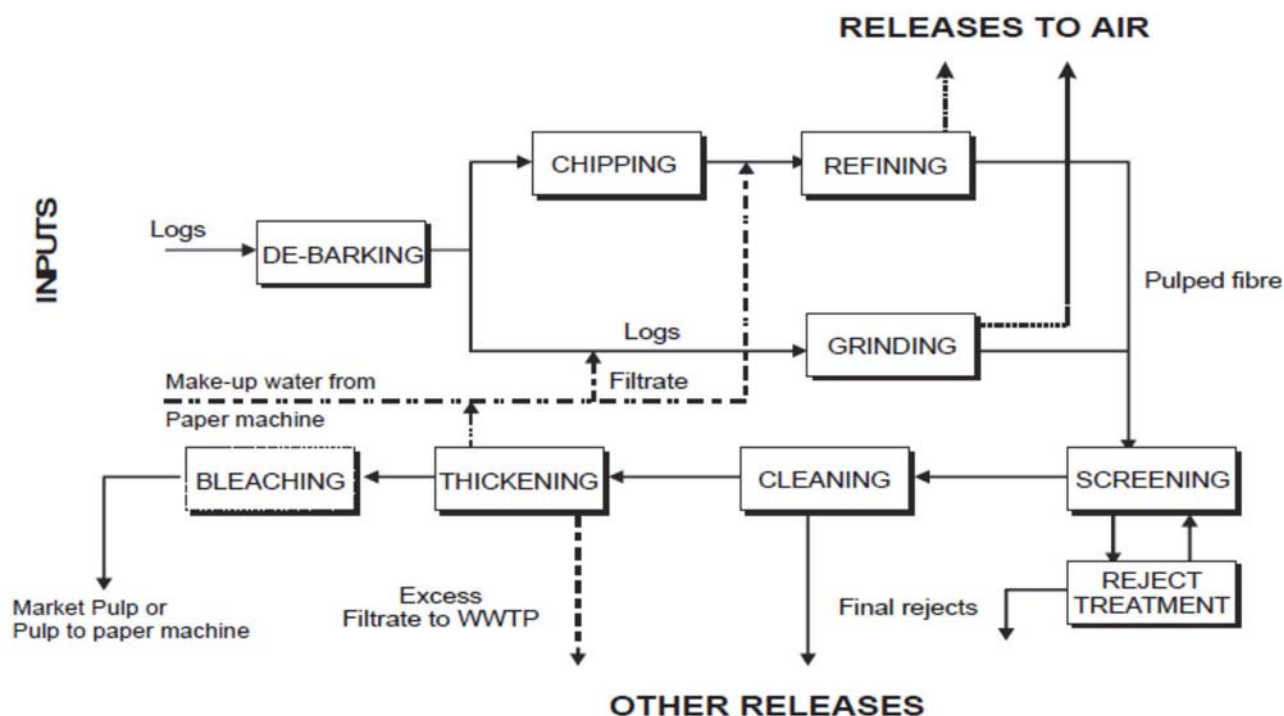 RELEASES TO AIR
CHIPPING
REFINING
INPUTS
Logs
DE-BARKING
Pulped fibre
Logs
GRINDING
Make-up water from
Filtrate
Paper machine
BLEACHING
THICKENING
CLEANING
SCREENING
Market Pulp or
Pulp to paper machine
Excess
Filtrate to WWTP
Final rejects
REJECT
TREATMENT
OTHER RELEASES